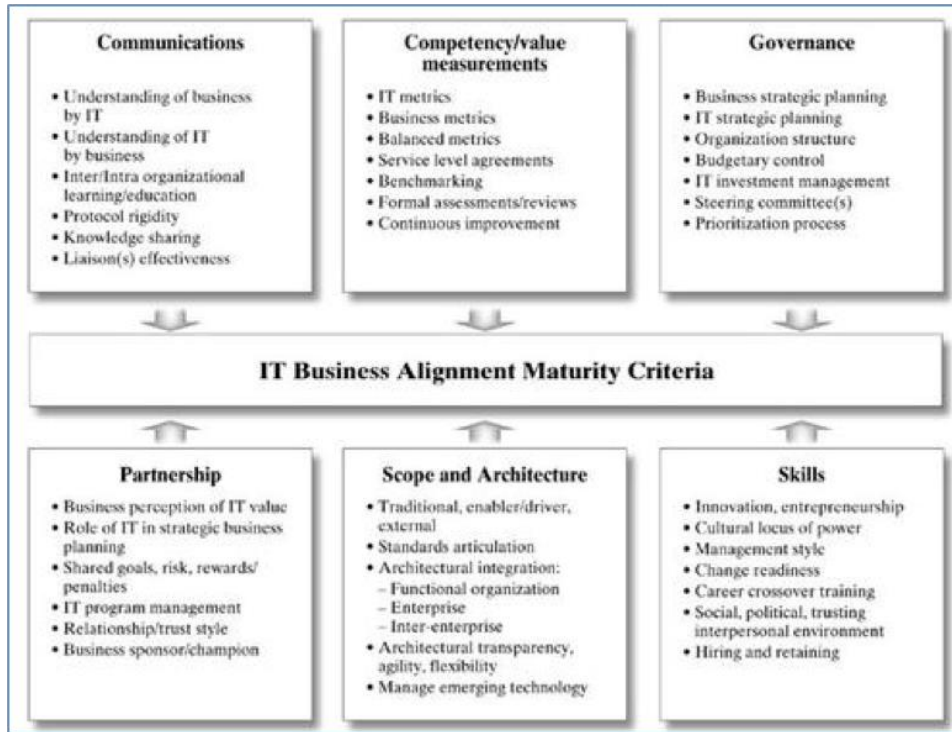 Communications
• Understanding of business
by IT
• Understanding of IT
by business
• Inter/Intra organizational
learning/education
• Protocol rigidity
• Knowledge sharing
• Liaison(s) effectiveness
Competency/value
measurements
• IT metrics
• Business metrics
• Balanced metrics
• Service level agreements
• Benchmarking
• Formal assessments/reviews
• Continuous improvement
Governance
• Business strategic planning
• IT strategic planning
• Organization structure
• Budgetary control
• IT investment management
• Steering committee(s)
• Prioritization process
IT Business Alignment Maturity Criteria
Partnership
• Business perception of IT value
• Role of IT in strategic business
planning
• Shared goals, risk, rewards/
penalties
• IT program management
• Relationship/trust style
• Business sponsor/champion
Scope and Architecture
• Traditional, enabler/driver,
external
• Standards articulation
• Architectural integration:
– Functional organization
– Enterprise
– Inter-enterprise
• Architectural transparency,
agility, flexibility
• Manage emerging technology
Skills
• Innovation, entrepreneurship
• Cultural locus of power
• Management style
• Change readiness
• Career crossover training
• Social, political, trusting
interpersonal environment
• Hiring and retaining